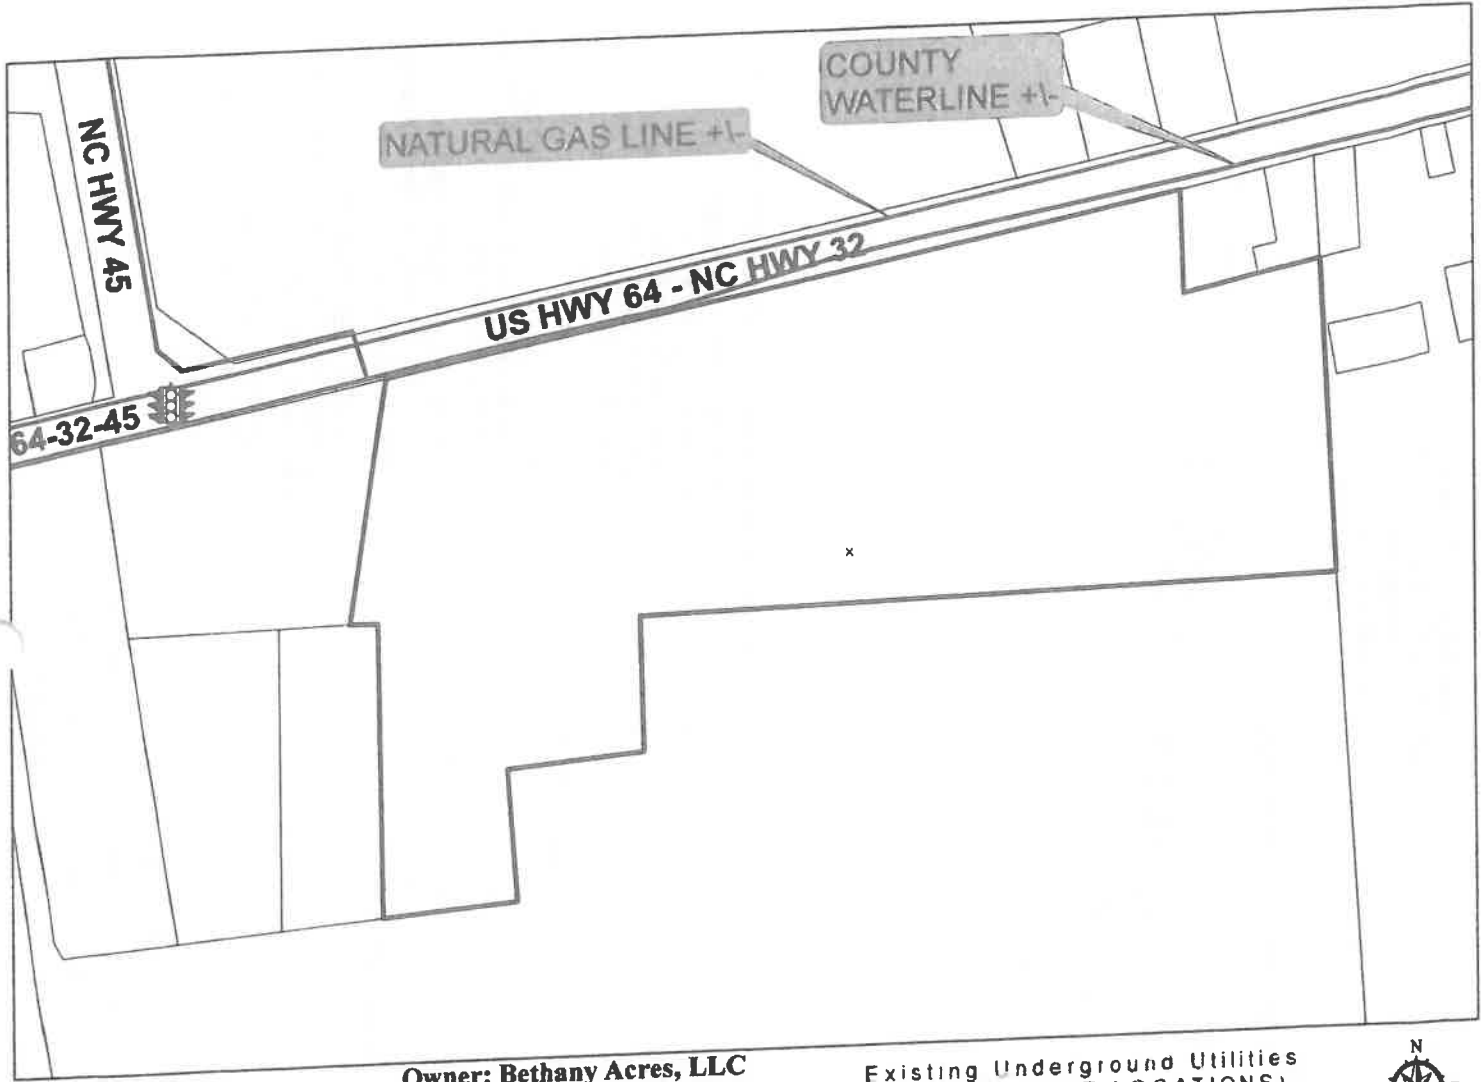 COUNTY
WATERLINE +\-
NATURAL GAS LINE +\-
NC HWY 45
US HWY 64 - NC HWY 32
64-32-45
x
Owner: Bethany Acres, LLC
Existing Underground Utilities
N